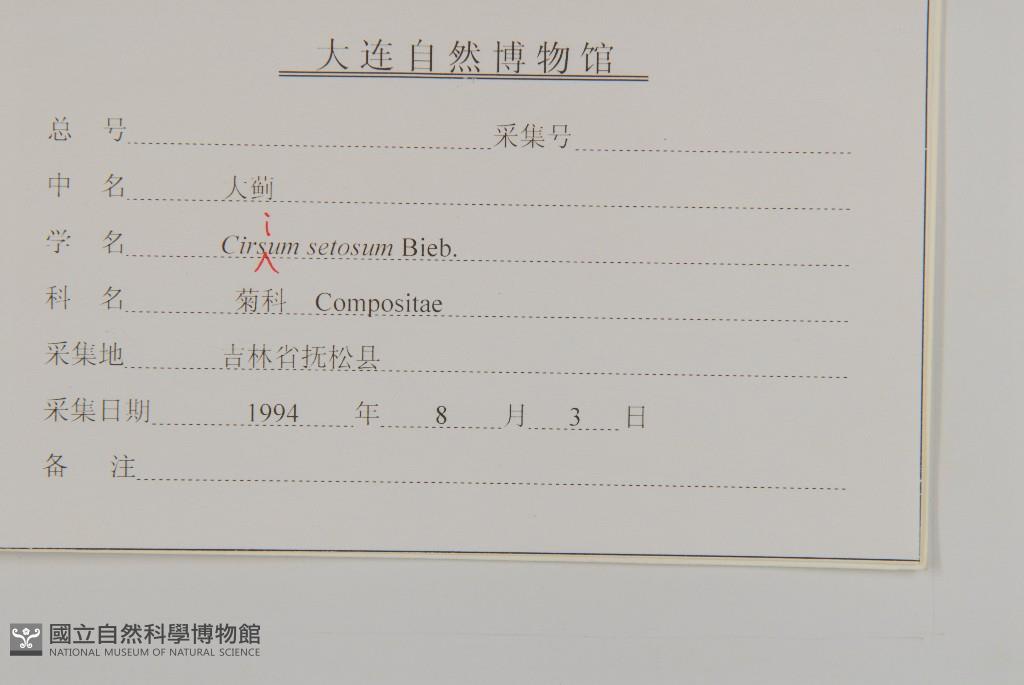 大连自然博物馆
总 号 采集号
中 名 大蓟
学 名 Cirsum setosum Bieb.
i
科 名 菊科 Compositae
采集地 吉林省抚松县
采集日期 1994 年 8 月 3 日
备 注
國立自然科學博物館
NATIONAL MUSEUM OF NATURAL SCIENCE